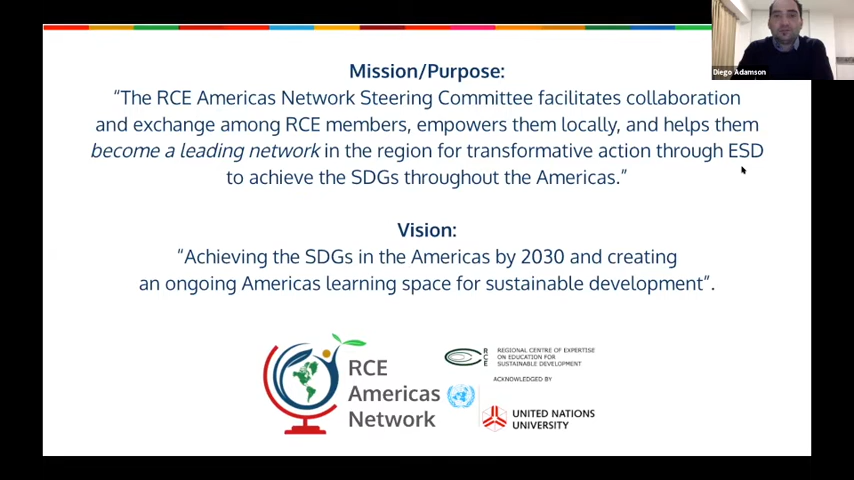 Diego Adamson
Mission/Purpose:
“The RCE Americas Network Steering Committee facilitates collaboration
and exchange among RCE members, empowers them locally, and helps them
become a leading network in the region for transformative action through ESD
to achieve the SDGs throughout the Americas.”
Vision:
“Achieving the SDGs in the Americas by 2030 and creating
an ongoing Americas learning space for sustainable development”.
RCE
Americas
Network
RCE
REGIONAL CENTRE OF EXPERTISE
ON EDUCATION FOR
SUSTAINABLE DEVELOPMENT
ACKNOWLEDGED BY
UNITED NATIONS
UNIVERSITY